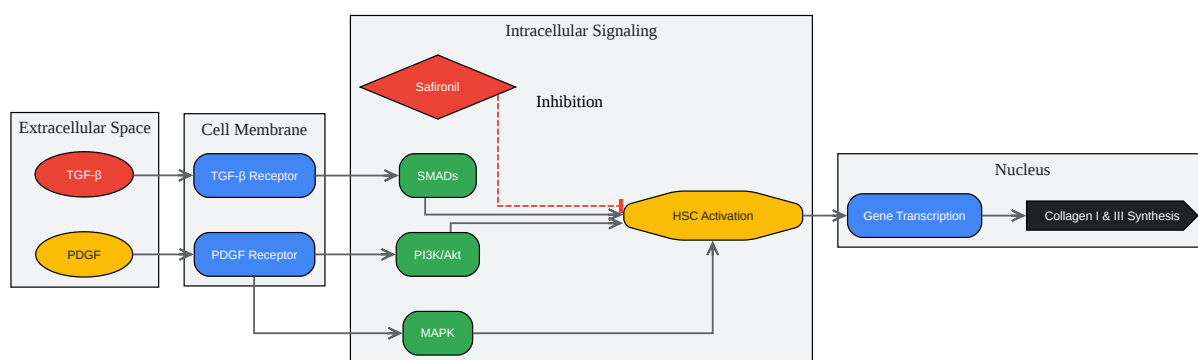 Intracellular Signaling
Safironil
Inhibition
Extracellular Space
Cell Membrane
TGF-β
TGF-β Receptor
SMADs
PDGF
PDGF Receptor
PI3K/Akt
MAPK
HSC Activation
Nucleus
Gene Transcription
Collagen I & III Synthesis